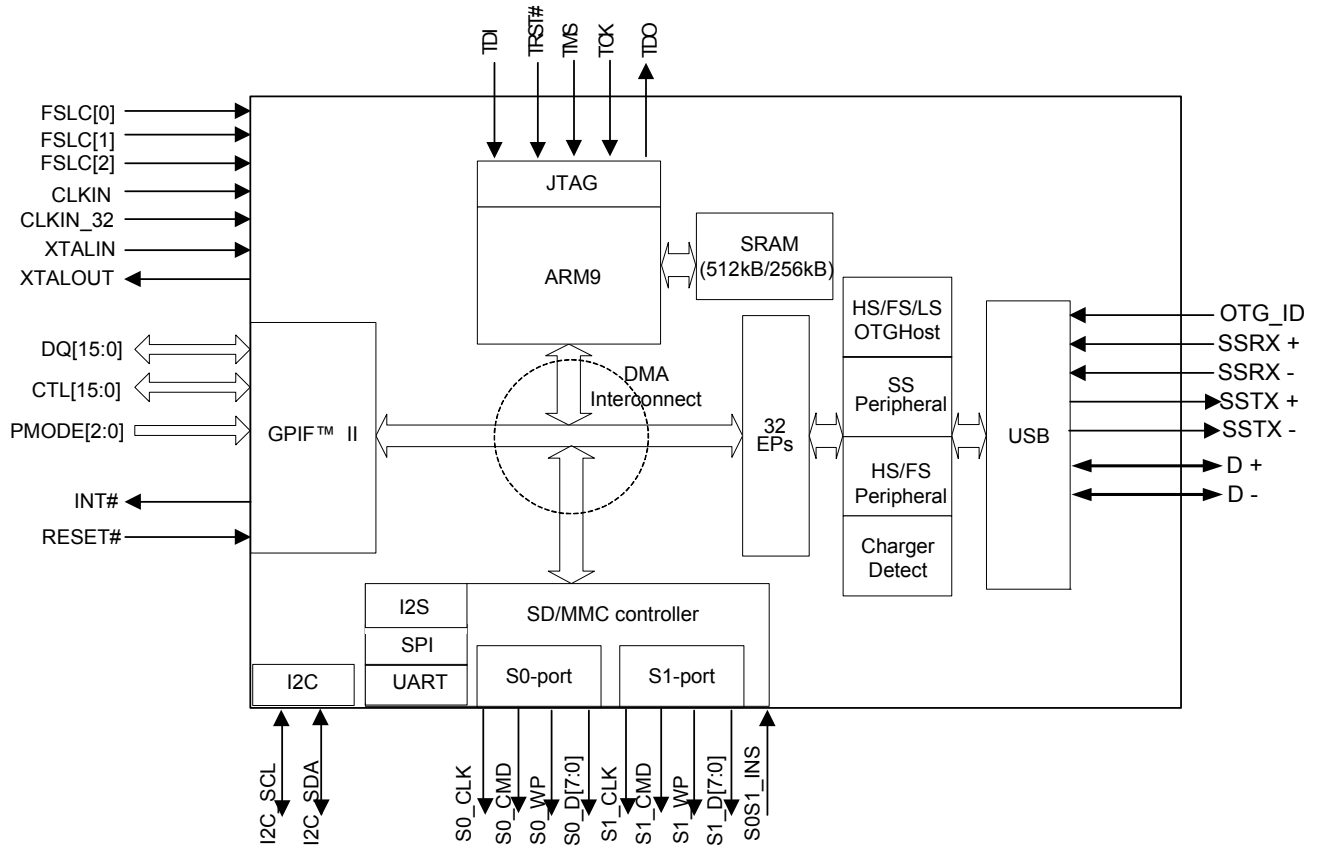 TDI
TRST#
TMS
TCK
TDO
FSLC[0]
FSLC[1]
FSLC[2]
CLKIN
CLKIN_32
XTALIN
XTALOUT
DQ[15:0]
CTL[15:0]
PMODE[2:0]
INT#
RESET#
JTAG
ARM9
SRAM
(512kB/256kB)
DMA
Interconnect
GPIF™ II
32
EPs
HS/FS/LS
OTGHost
SS
Peripheral
HS/FS
Peripheral
Charger
Detect
USB
OTG_ID
SSRX +
SSRX -
SSTX +
SSTX -
D +
D -
I2S
SPI
UART
SD/MMC controller
S0-port
S1-port
I2C
I2C_SCL
I2C_SDA
S0_CLK
S0_CMD
S0_WP
S0_D[7:0]
S1_CLK
S1_CMD
S1_WP
S1_D[7:0]
S0S1_INS